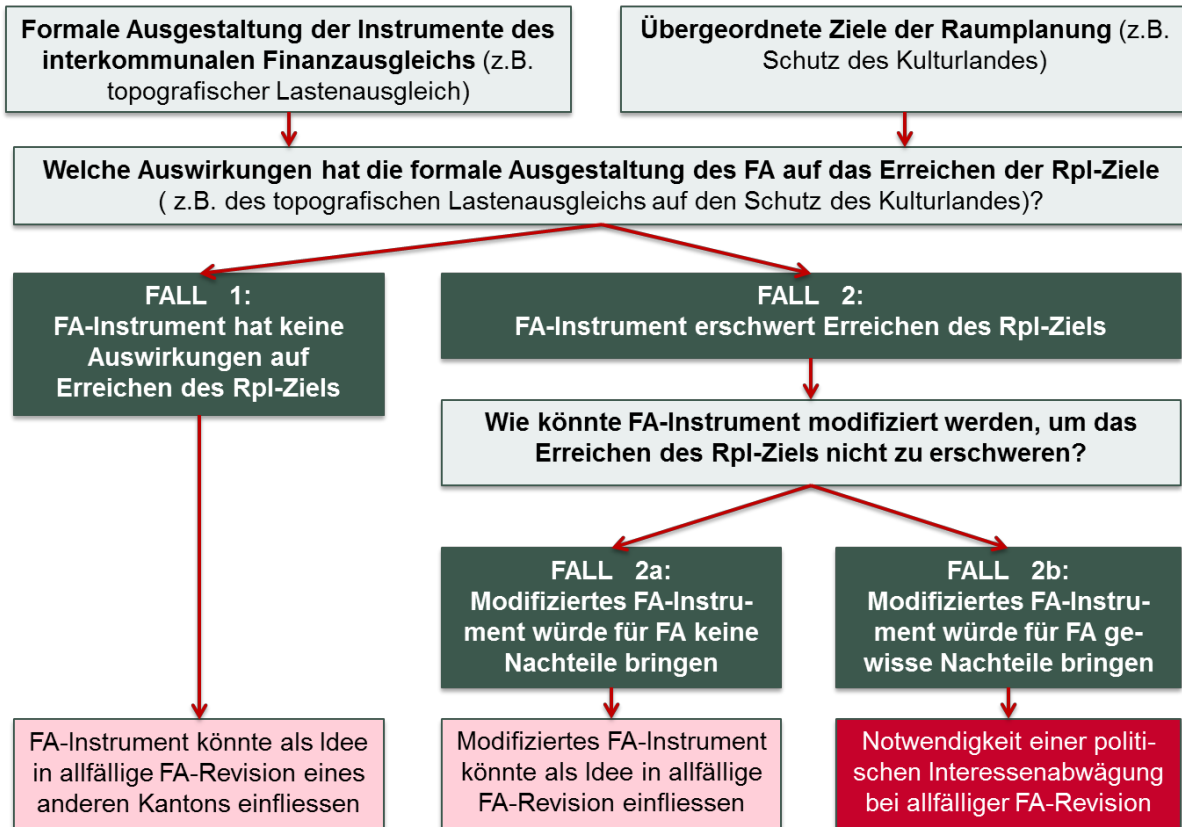 Formale Ausgestaltung der Instrumente des
interkommunalen Finanzausgleichs (z.B.
topografischer Lastenausgleich)
Übergeordnete Ziele der Raumplanung (z.B.
Schutz des Kulturlandes)
Welche Auswirkungen hat die formale Ausgestaltung des FA auf das Erreichen der Rpl-Ziele
( z.B. des topografischen Lastenausgleichs auf den Schutz des Kulturlandes)?
FALL 1:
FA-Instrument hat keine
Auswirkungen auf
Erreichen des Rpl-Ziels
FALL 2:
FA-Instrument erschwert Erreichen des Rpl-Ziels
Wie könnte FA-Instrument modifiziert werden, um das
Erreichen des Rpl-Ziels nicht zu erschweren?
FALL 2a:
Modifiziertes FA-Instru-
ment würde für FA keine
Nachteile bringen
FALL 2b:
Modifiziertes FA-Instru-
ment würde für FA ge-
wisse Nachteile bringen
FA-Instrument könnte als Idee
in allfällige FA-Revision eines
anderen Kantons einfliessen
Modifiziertes FA-Instrument
könnte als Idee in allfällige
FA-Revision einfliessen
Notwendigkeit einer politi-
schen Interessenabwägung
bei allfälliger FA-Revision